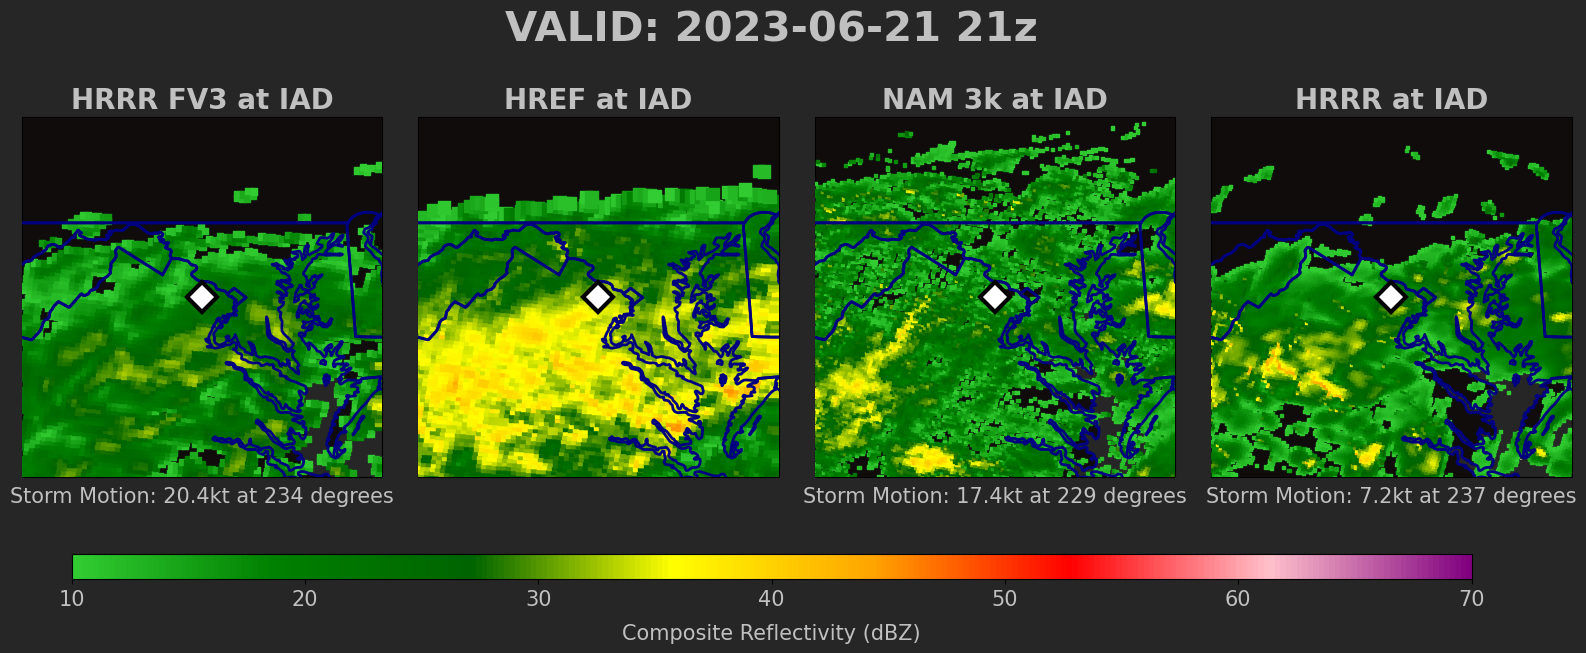 VALID: 2023-06-21 21z
HRRR FV3 at IAD
HREF at IAD
NAM 3k at IAD
HRRR at IAD
Storm Motion: 20.4kt at 234 degrees
Storm Motion: 17.4kt at 229 degrees
Storm Motion: 7.2kt at 237 degrees
10 20 30 40 50 60 70
Composite Reflectivity (dBZ)